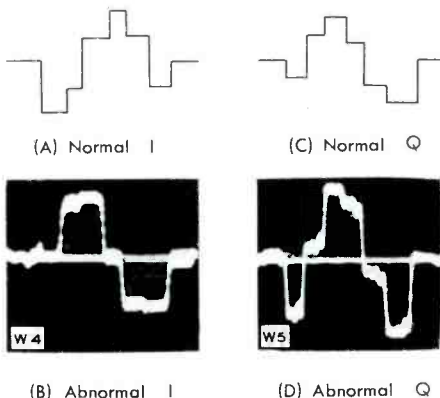 (A) Normal I
(C) Normal Q
W4
W5
(B) Abnormal I
(D) Abnormal Q